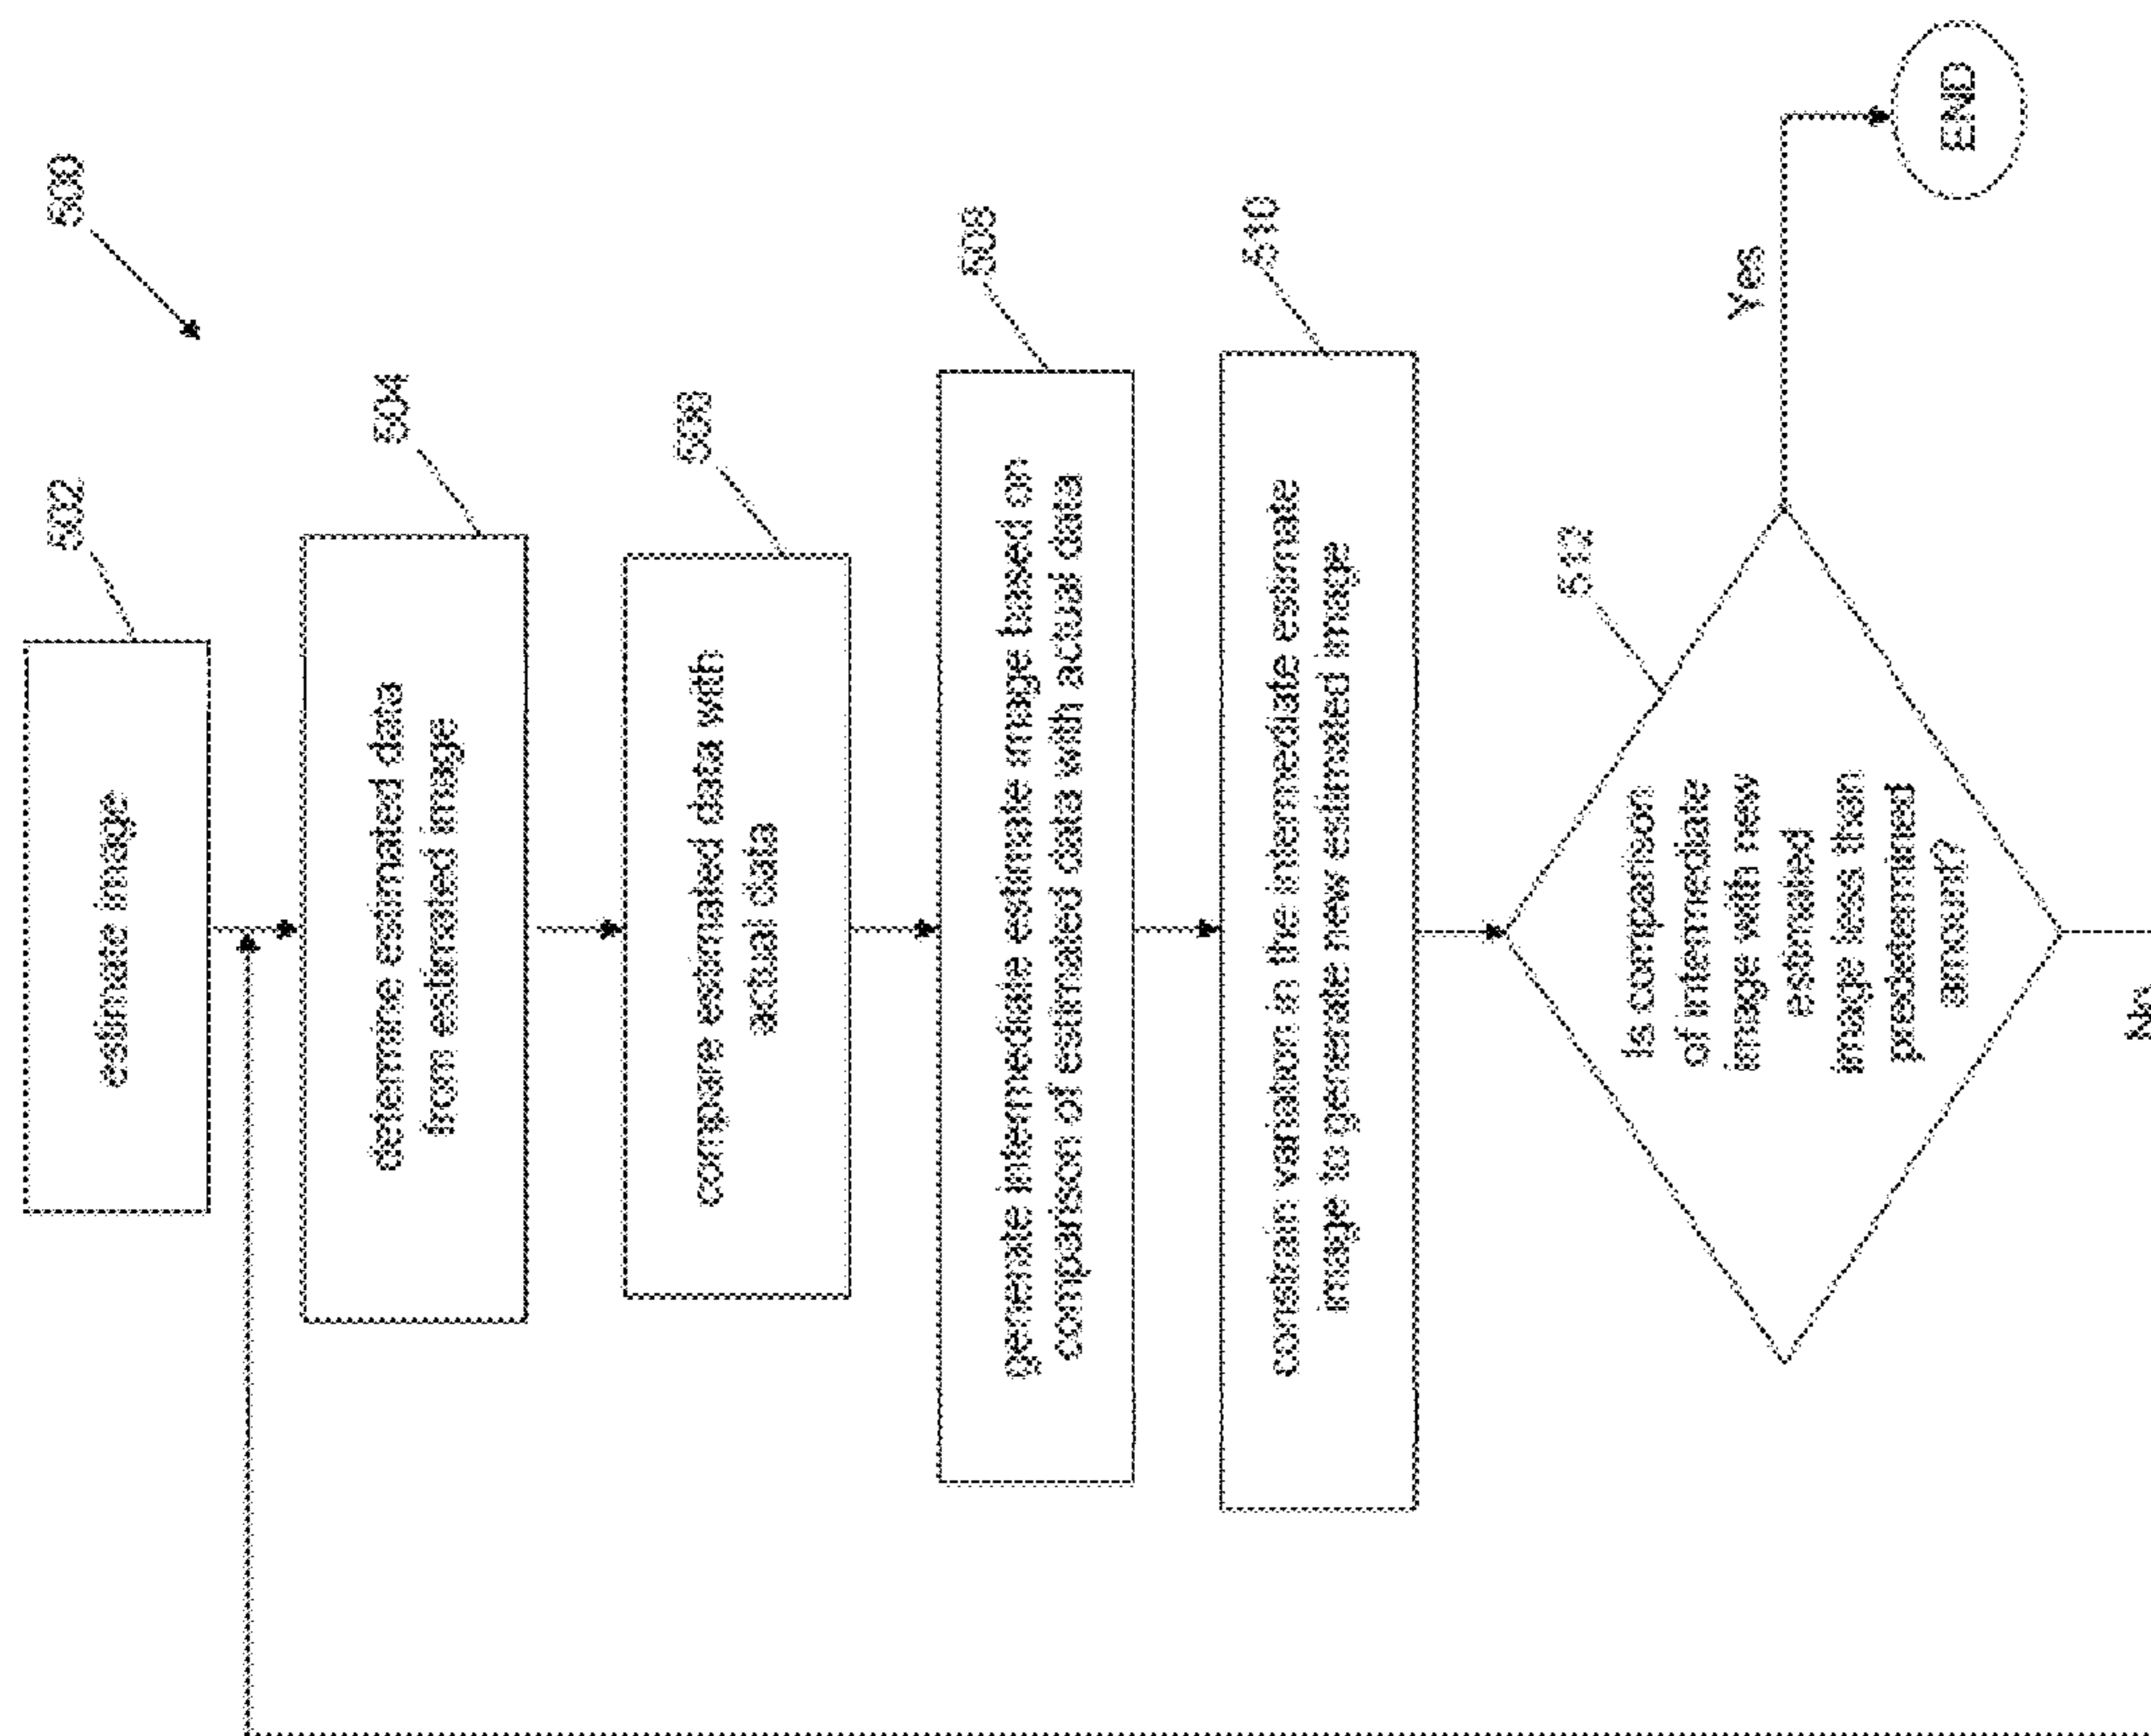 500
502
estimate image
504
determine estimated data
from estimated image
506
compare estimated data with
actual data
508
generate intermediate estimate image based on
comparison of estimated data with actual data
510
constrain variation in the intermediate estimate
image to generate new estimated image
512
Is comparison
of intermediate
image with new
estimated
image less than
predetermined
amount?
Yes
END
No